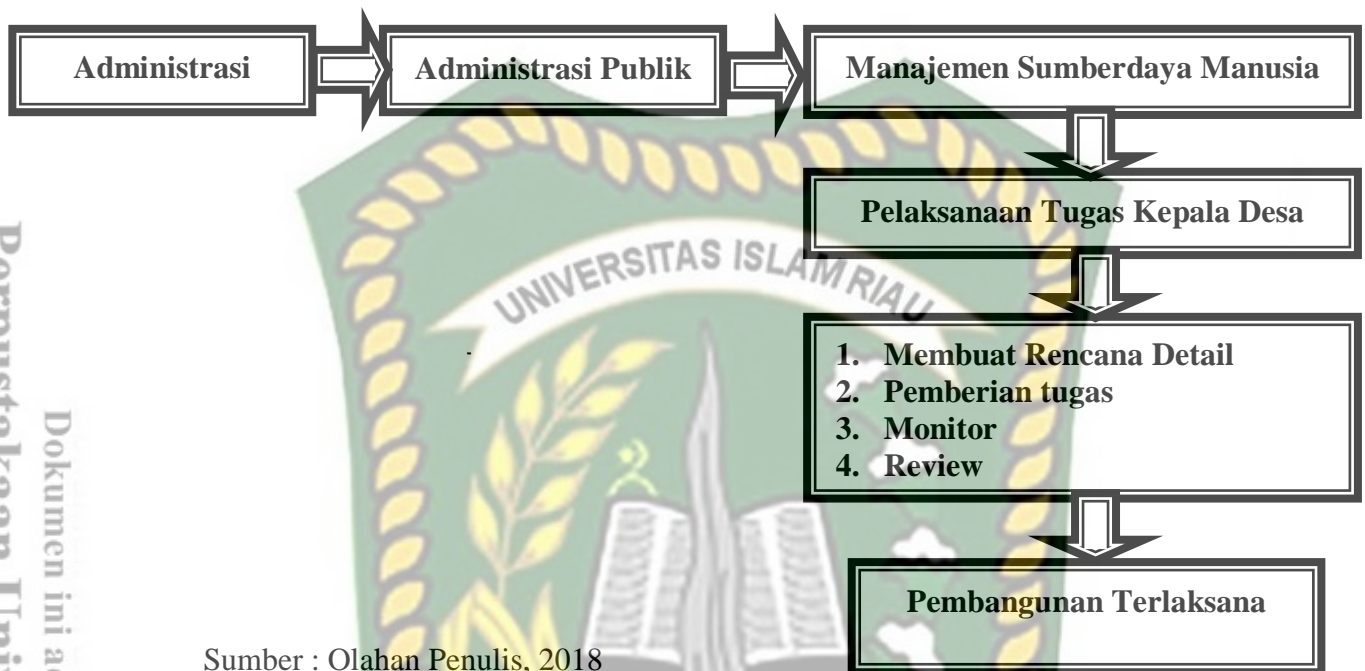 Administrasi
Administrasi Publik
Manajemen Sumberdaya Manusia
Pelaksanaan Tugas Kepala Desa
UNIVERSITAS ISLAM RIAU
1. Membuat Rencana Detail
2. Pemberian tugas
3. Monitor
4. Review
Pembangunan Terlaksana
Sumber : Olahan Penulis, 2018
Dokumen ini